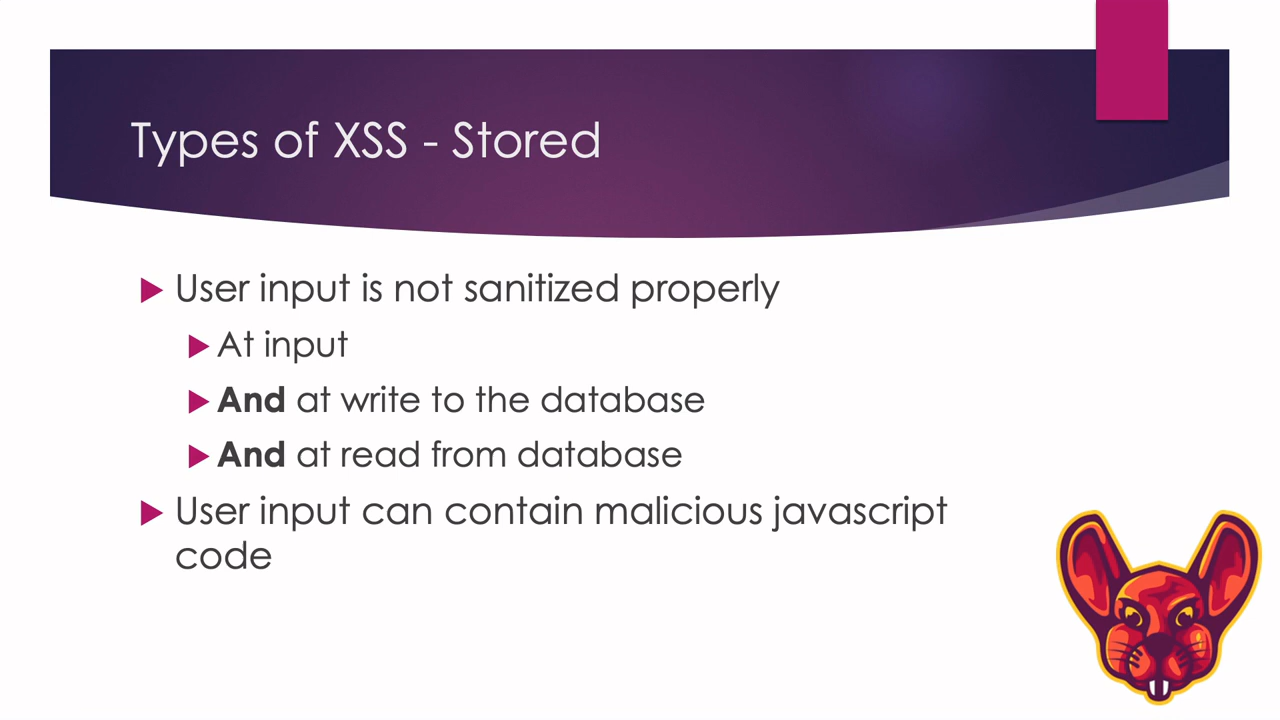 Types of XSS - Stored
User input is not sanitized properly
At input
And at write to the database
And at read from database
User input can contain malicious javascript
code